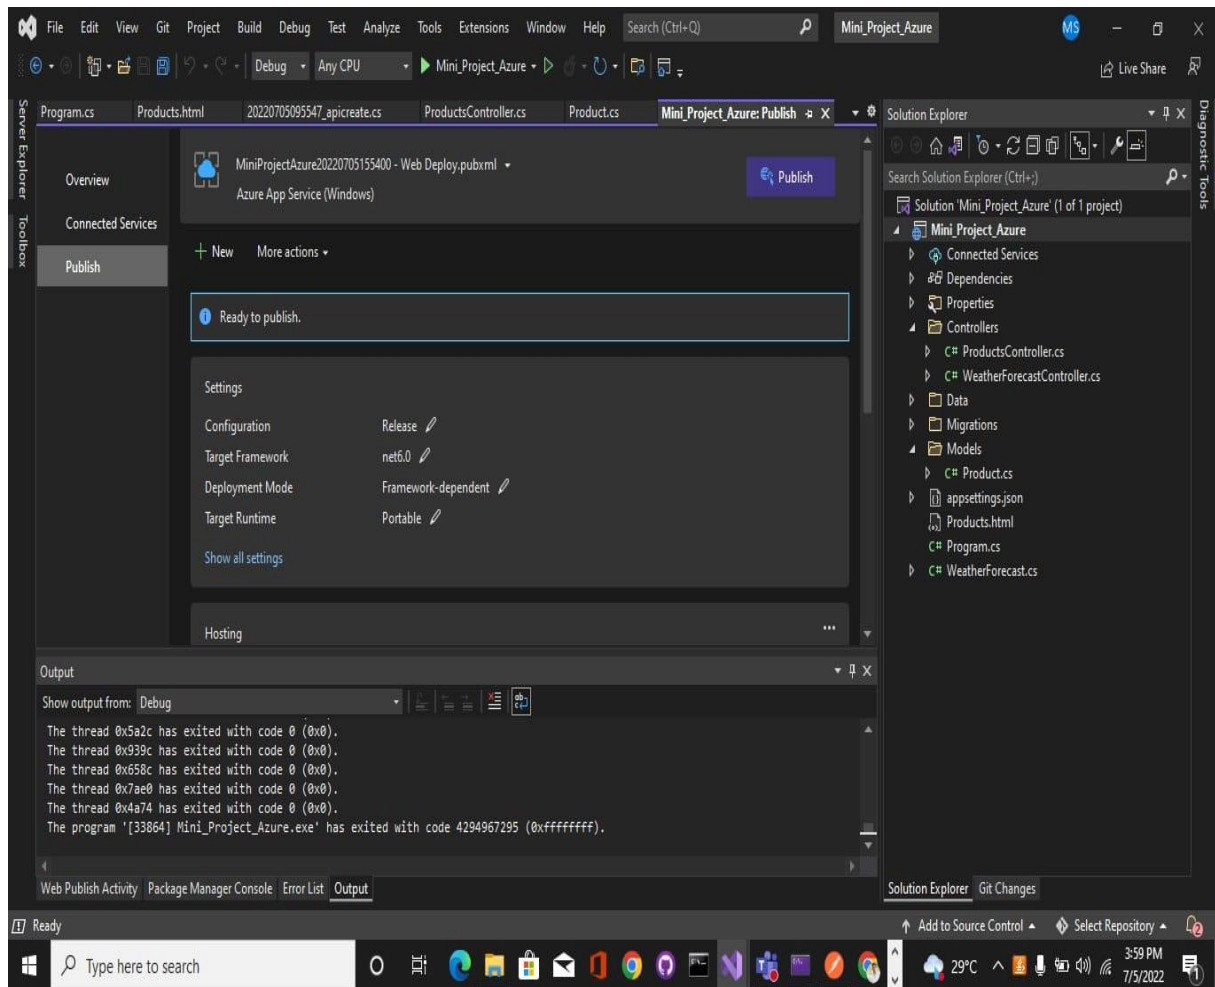 File Edit View Git Project Build Debug Test Analyze Tools Extensions Window Help Search (Ctrl+Q) Mini_Project_Azure MS
Debug Any CPU Mini_Project_Azure Live Share
Server Explorer
Toolbox
Program.cs Products.html 20220705095547_apicreate.cs ProductsController.cs Product.cs Mini_Project_Azure: Publish
Overview
Connected Services
Publish
MiniProjectAzure20220705155400 - Web Deploy.pubxml
Azure App Service (Windows)
Publish
New More actions
Ready to publish.
Settings
Configuration Release
Target Framework net6.0
Deployment Mode Framework-dependent
Target Runtime Portable
Show all settings
Hosting ...
Output
Show output from: Debug
The thread 0x5a2c has exited with code 0 (0x0).
The thread 0x939c has exited with code 0 (0x0).
The thread 0x658c has exited with code 0 (0x0).
The thread 0x7ae0 has exited with code 0 (0x0).
The thread 0x4a74 has exited with code 0 (0x0).
The program '[33864] Mini_Project_Azure.exe' has exited with code 4294967295 (0xffffffff).
Web Publish Activity Package Manager Console Error List Output
Solution Explorer
Search Solution Explorer (Ctrl+;)
Solution 'Mini_Project_Azure' (1 of 1 project)
Mini_Project_Azure
Connected Services
Dependencies
Properties
Controllers
C# ProductsController.cs
C# WeatherForecastController.cs
Data
Migrations
Models
C# Product.cs
appsettings.json
Products.html
C# Program.cs
C# WeatherForecast.cs
Solution Explorer Git Changes
Diagnostic Tools
Ready Add to Source Control Select Repository 2
Type here to search 29°C 3:59 PM
7/5/2022 1